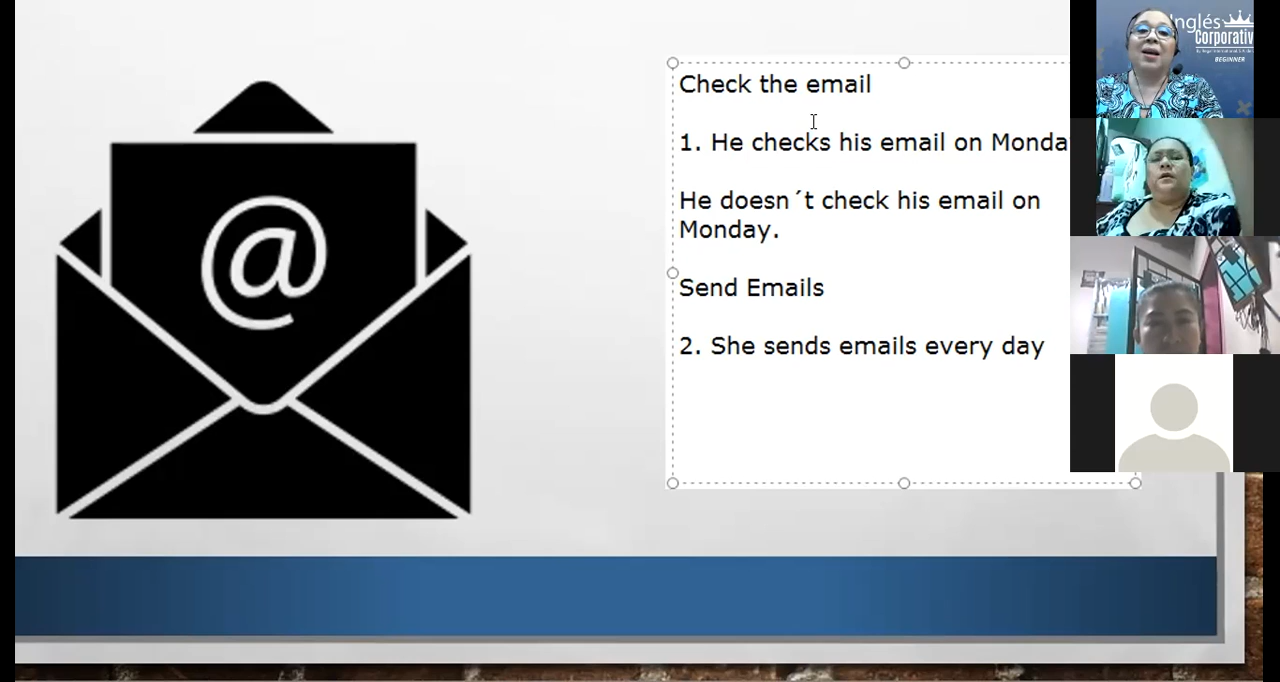 Check the email
1. He checks his email on Monda
He doesn´t check his email on
Monday.
Send Emails
2. She sends emails every day
@
Inglés
Corporativ
BEGINNER